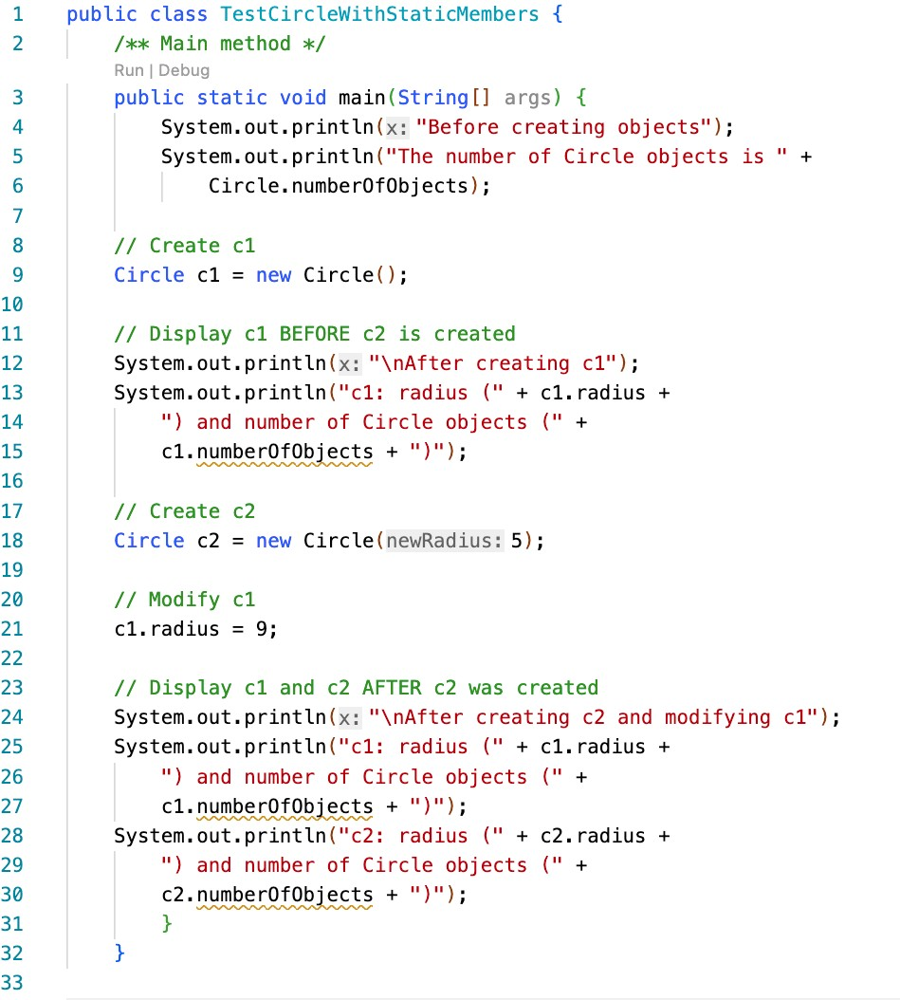 1 public class TestCircleWithStaticMembers {
2 /** Main method */
Run | Debug
3 public static void main(String[] args) {
4 System.out.println(x: "Before creating objects");
5 System.out.println("The number of Circle objects is " +
6 Circle.numberOfObjects);
7
8 // Create c1
9 Circle c1 = new Circle();
10
11 // Display c1 BEFORE c2 is created
12 System.out.println(x: "\nAfter creating c1");
13 System.out.println("c1: radius (" + c1.radius +
14 ") and number of Circle objects (" +
15 c1.numberOfObjects + ")");
16
17 // Create c2
18 Circle c2 = new Circle(newRadius: 5);
19
20 // Modify c1
21 c1.radius = 9;
22
23 // Display c1 and c2 AFTER c2 was created
24 System.out.println(x: "\nAfter creating c2 and modifying c1");
25 System.out.println("c1: radius (" + c1.radius +
26 ") and number of Circle objects (" +
27 c1.numberOfObjects + ")");
28 System.out.println("c2: radius (" + c2.radius +
29 ") and number of Circle objects (" +
30 c2.numberOfObjects + ")");
31 }
32 }
33